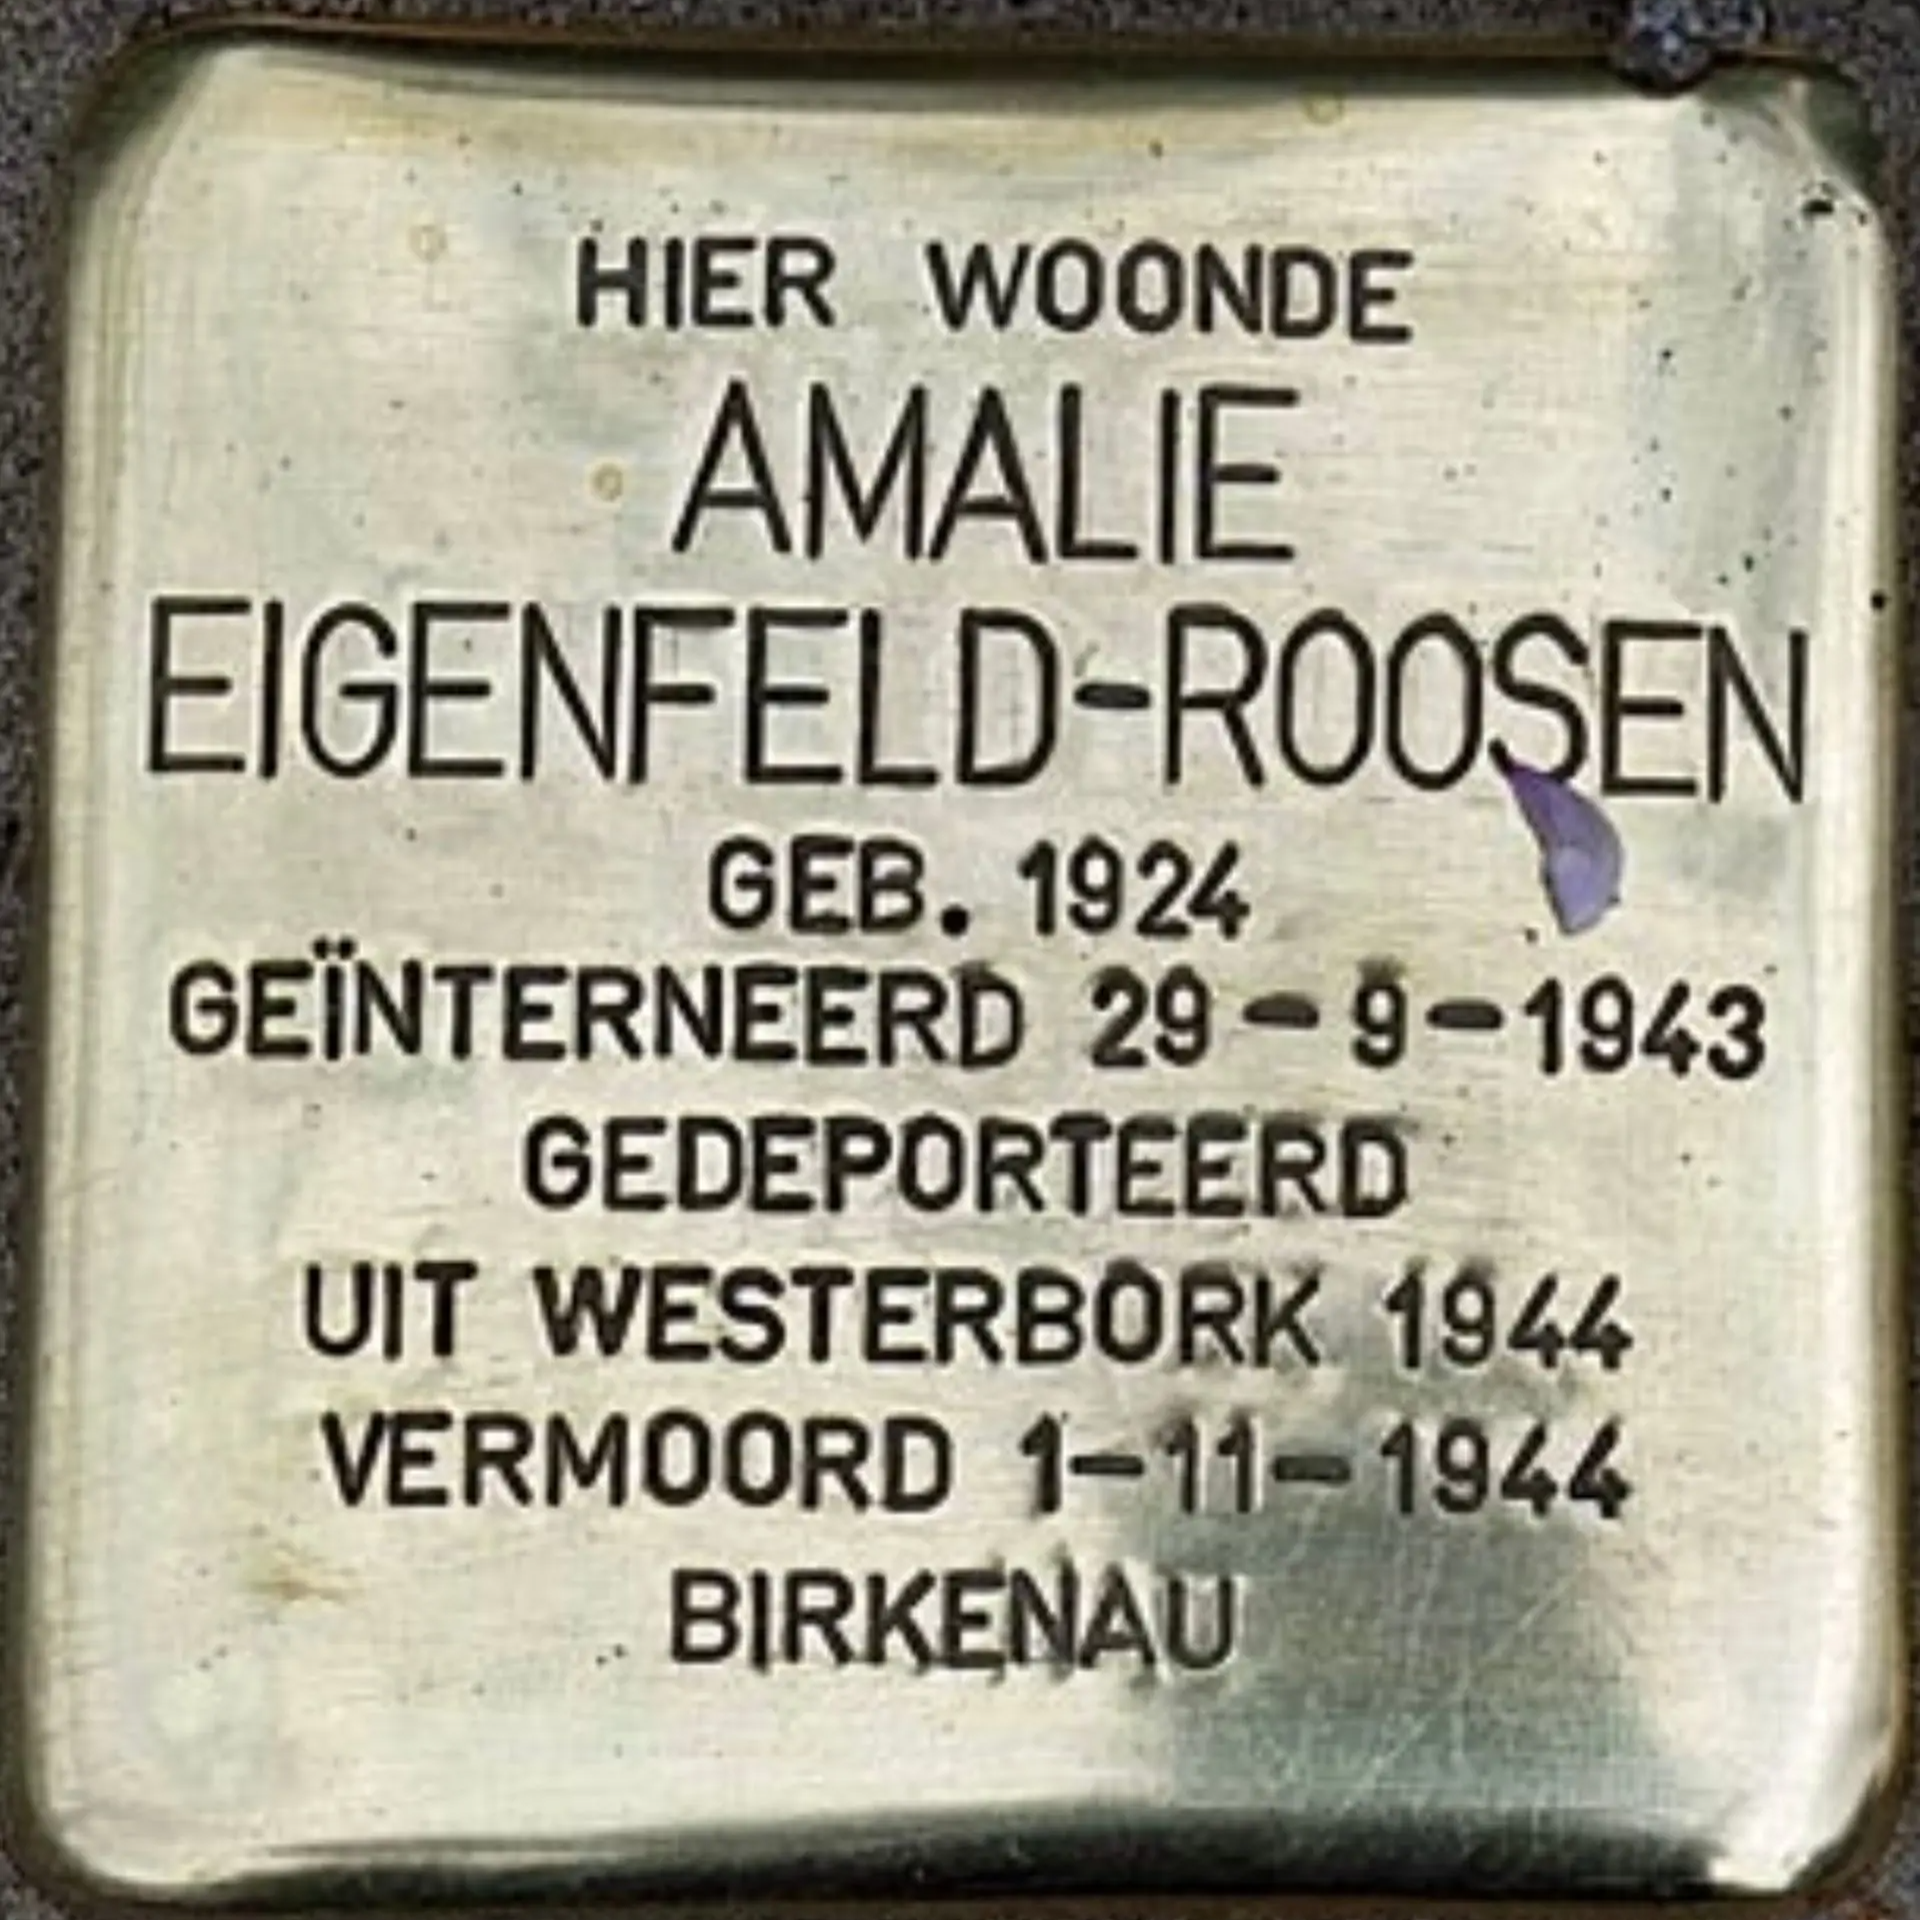 HIER WOONDE
AMALIE
EIGENFELD-ROOSEN
GEB. 1924
GEÏNTERNEERD 29-9-1943
GEDEPORTEERD
UIT WESTERBORK 1944
VERMOORD 1-11-1944
BIRKENAU